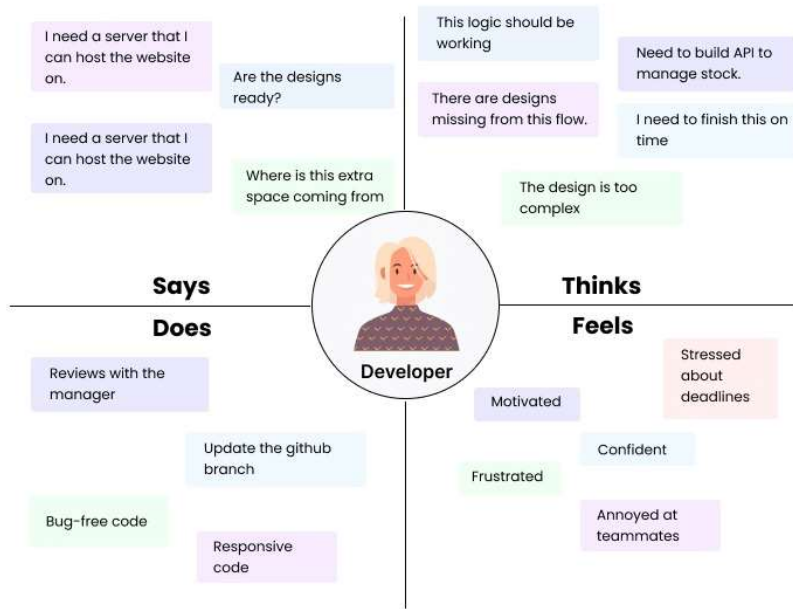 I need a server that I
can host the website
on.
Are the designs
ready?
I need a server that I
can host the website
on.
Where is this extra
space coming from
Says
This logic should be
working
Need to build API to
manage stock.
There are designs
missing from this flow.
I need to finish this on
time
The design is too
complex
Thinks
Developer
Does
Reviews with the
manager
Update the github
branch
Bug-free code
Responsive
code
Feels
Stressed
about
deadlines
Motivated
Confident
Frustrated
Annoyed at
teammates